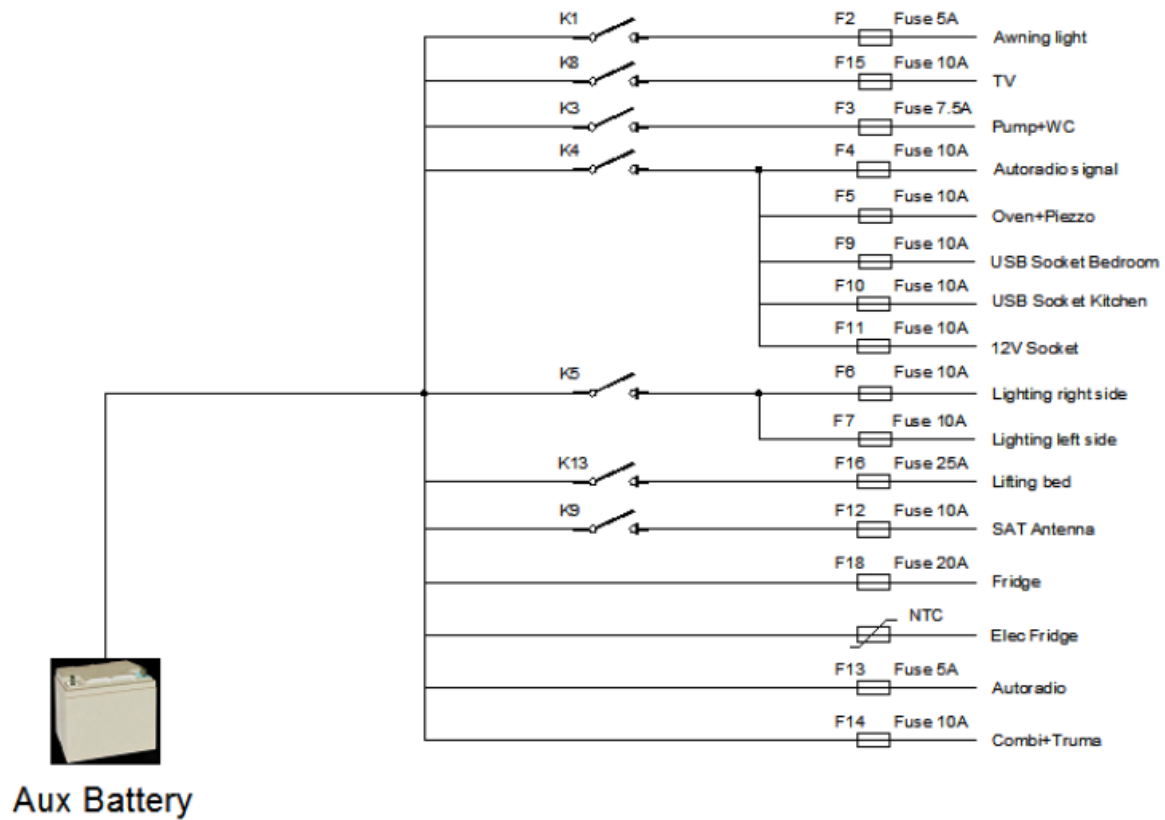 K1 F2 Fuse 5A
Awning light
K8 F15 Fuse 10A
TV
K3 F3 Fuse 7.5A
Pump+WC
K4 F4 Fuse 10A
Autoradio signal
F5 Fuse 10A
Oven+Piezzo
F9 Fuse 10A
USB Socket Bedroom
F10 Fuse 10A
USB Socket Kitchen
F11 Fuse 10A
12V Socket
K5 F6 Fuse 10A
Lighting right side
F7 Fuse 10A
Lighting left side
K13 F16 Fuse 25A
Lifting bed
K9 F12 Fuse 10A
SAT Antenna
F18 Fuse 20A
Fridge
NTC
Elec Fridge
F13 Fuse 5A
Autoradio
F14 Fuse 10A
Combi+Truma
Aux Battery